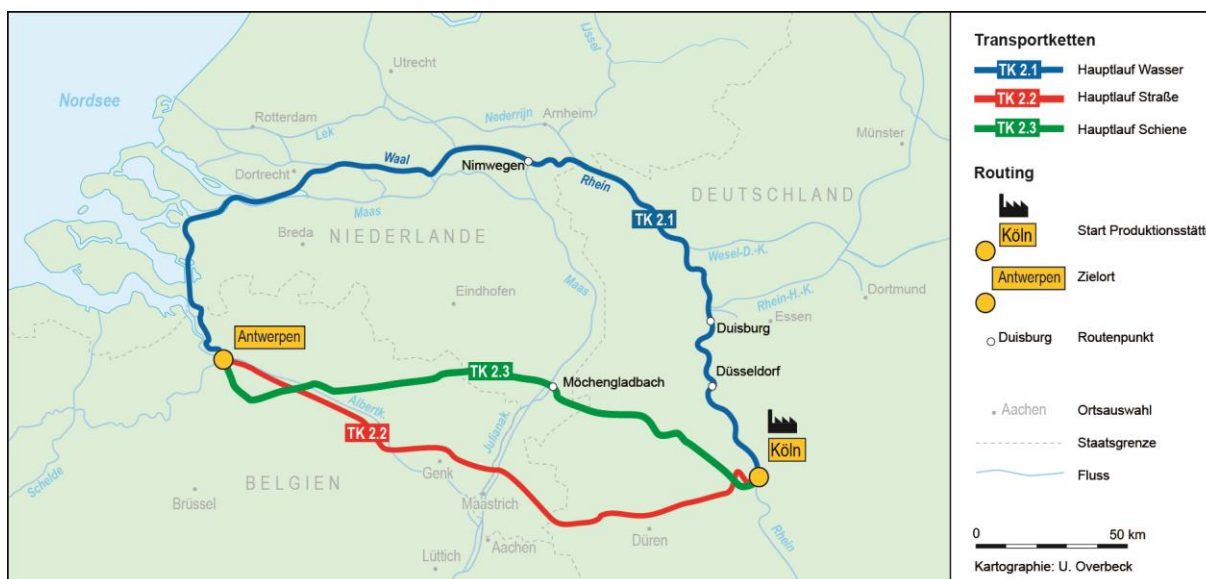 Nordsee
Utrecht
IJssel
Rotterdam
Lek
Nederrijn
Arnheim
Münster
Waal
Nimwegen
Dortrecht
Rhein
DEUTSCHLAND
Maas
TK 2.1
Breda
NIEDERLANDE
Wesel-D.-K.
Maas
Eindhofen
Rhein-H.-K.
Dortmund
Essen
Duisburg
Antwerpen
TK 2.3
Möchengladbach
Düsseldorf
Albertk.
TK 2.2
Julianak.
Köln
Schelde
Genk
BELGIEN
Brüssel
Maastrich
Düren
Aachen
Lüttich
Rhein
Transportketten
TK 2.1 Hauptlauf Wasser
TK 2.2 Hauptlauf Straße
TK 2.3 Hauptlauf Schiene
Routing
Köln Start Produktionsstätt
Antwerpen Zielort
Duisburg Routenpunkt
Aachen Ortsauswahl
Staatsgrenze
Fluss
0 50 km
Kartographie: U. Overbeck